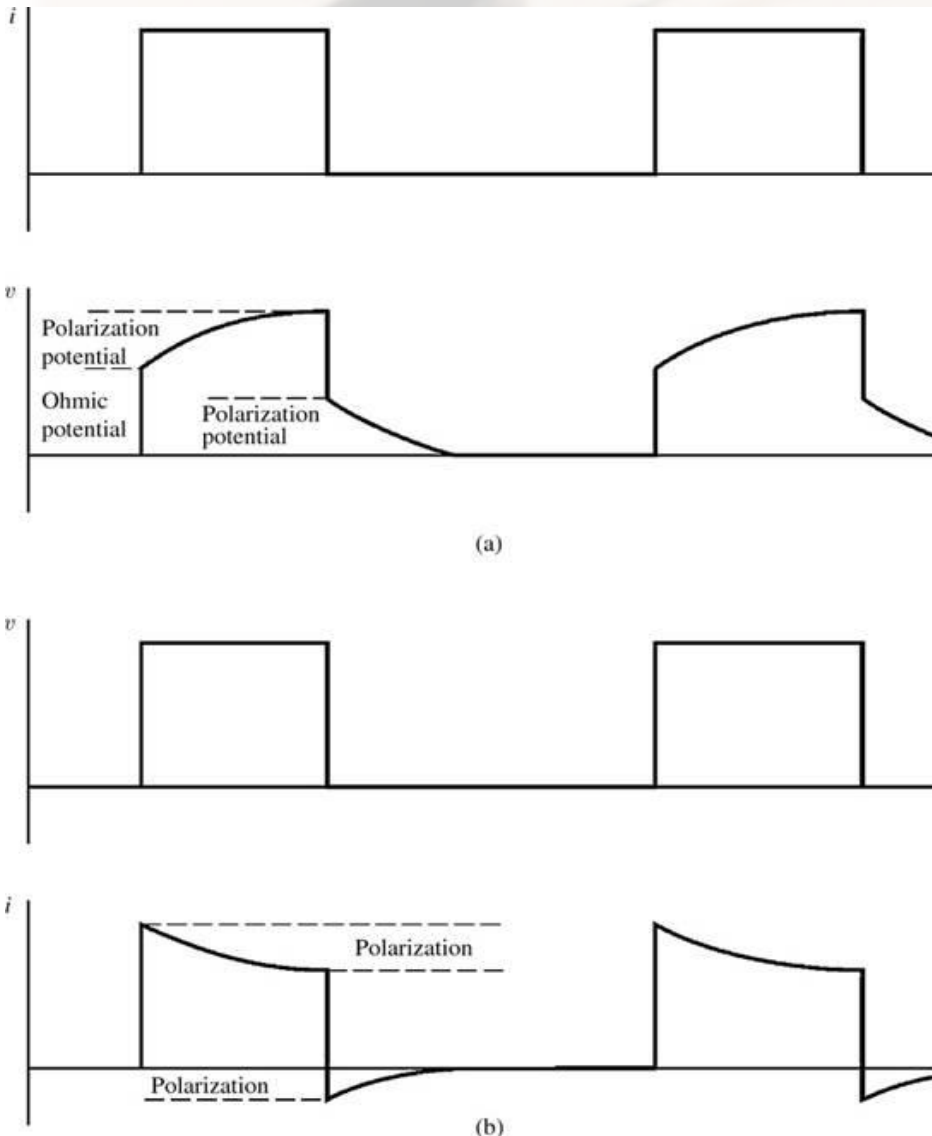 i
v
Polarization
potential
Ohmic
potential
Polarization
potential
(a)
v
i
Polarization
Polarization
(b)